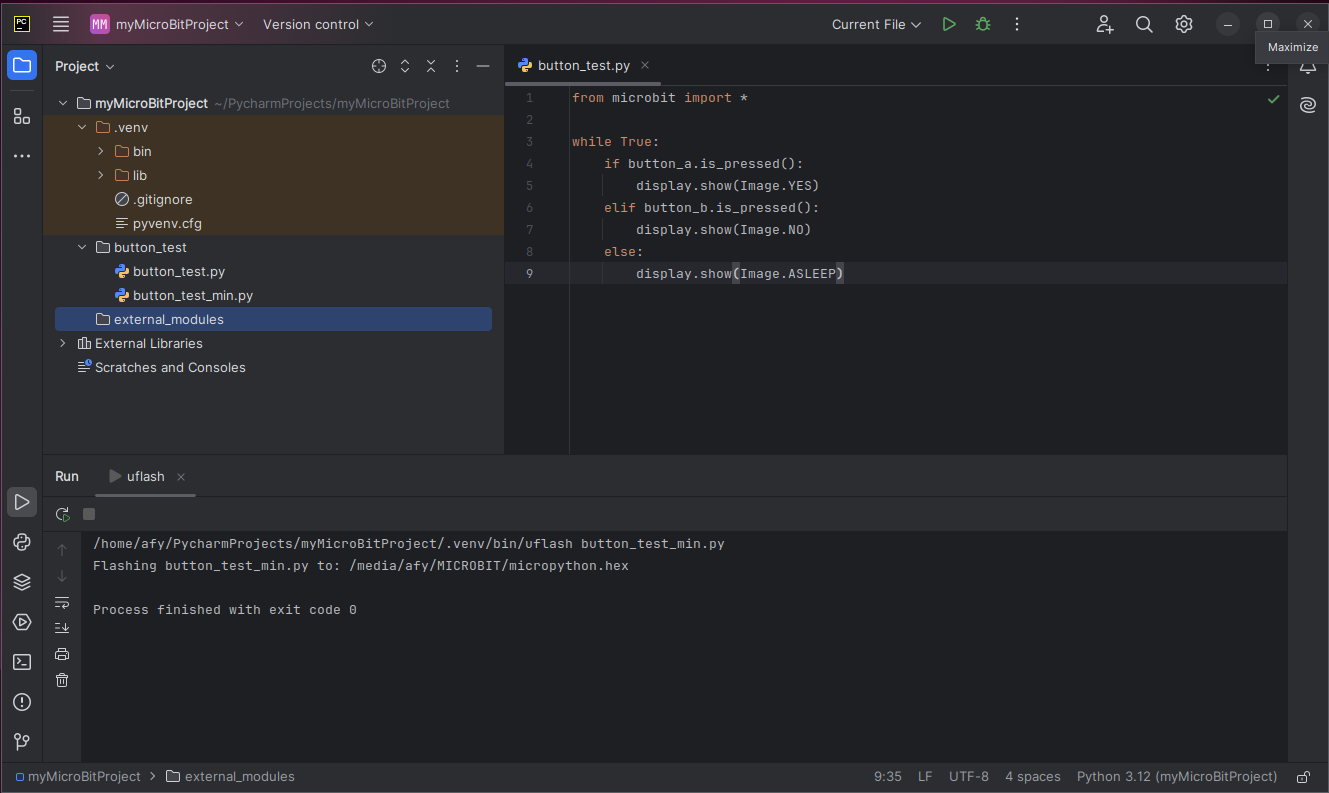 PC
MM myMicroBitProject Version control Current File
Maximize
Project
button_test.py
myMicroBitProject ~/PycharmProjects/myMicroBitProject
.venv
bin
lib
.gitignore
pyvenv.cfg
button_test
button_test.py
button_test_min.py
external_modules
External Libraries
Scratches and Consoles
1 from microbit import *
2
3 while True:
4 if button_a.is_pressed():
5 display.show(Image.YES)
6 elif button_b.is_pressed():
7 display.show(Image.NO)
8 else:
9 display.show(Image.ASLEEP)
Run uflash
/home/afy/PycharmProjects/myMicroBitProject/.venv/bin/uflash button_test_min.py
Flashing button_test_min.py to: /media/afy/MICROBIT/micropython.hex
Process finished with exit code 0
myMicroBitProject > external_modules 9:35 LF UTF-8 4 spaces Python 3.12 (myMicroBitProject)